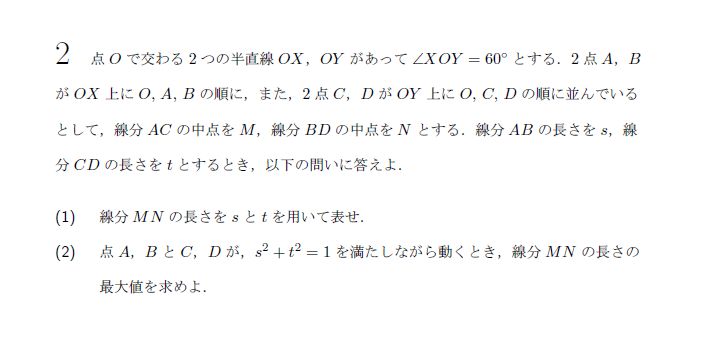 2 点 O で交わる 2 つの半直線 OX，OY があって ∠XOY = 60° とする．2 点 A，B
が OX 上に O, A, B の順に，また，2 点 C，D が OY 上に O, C, D の順に並んでいる
として，線分 AC の中点を M，線分 BD の中点を N とする．線分 AB の長さを s，線
分 CD の長さを t とするとき，以下の問いに答えよ．
(1) 線分 MN の長さを s と t を用いて表せ．
(2) 点 A，B と C，D が，s² + t² = 1 を満たしながら動くとき，線分 MN の長さの
最大値を求めよ．